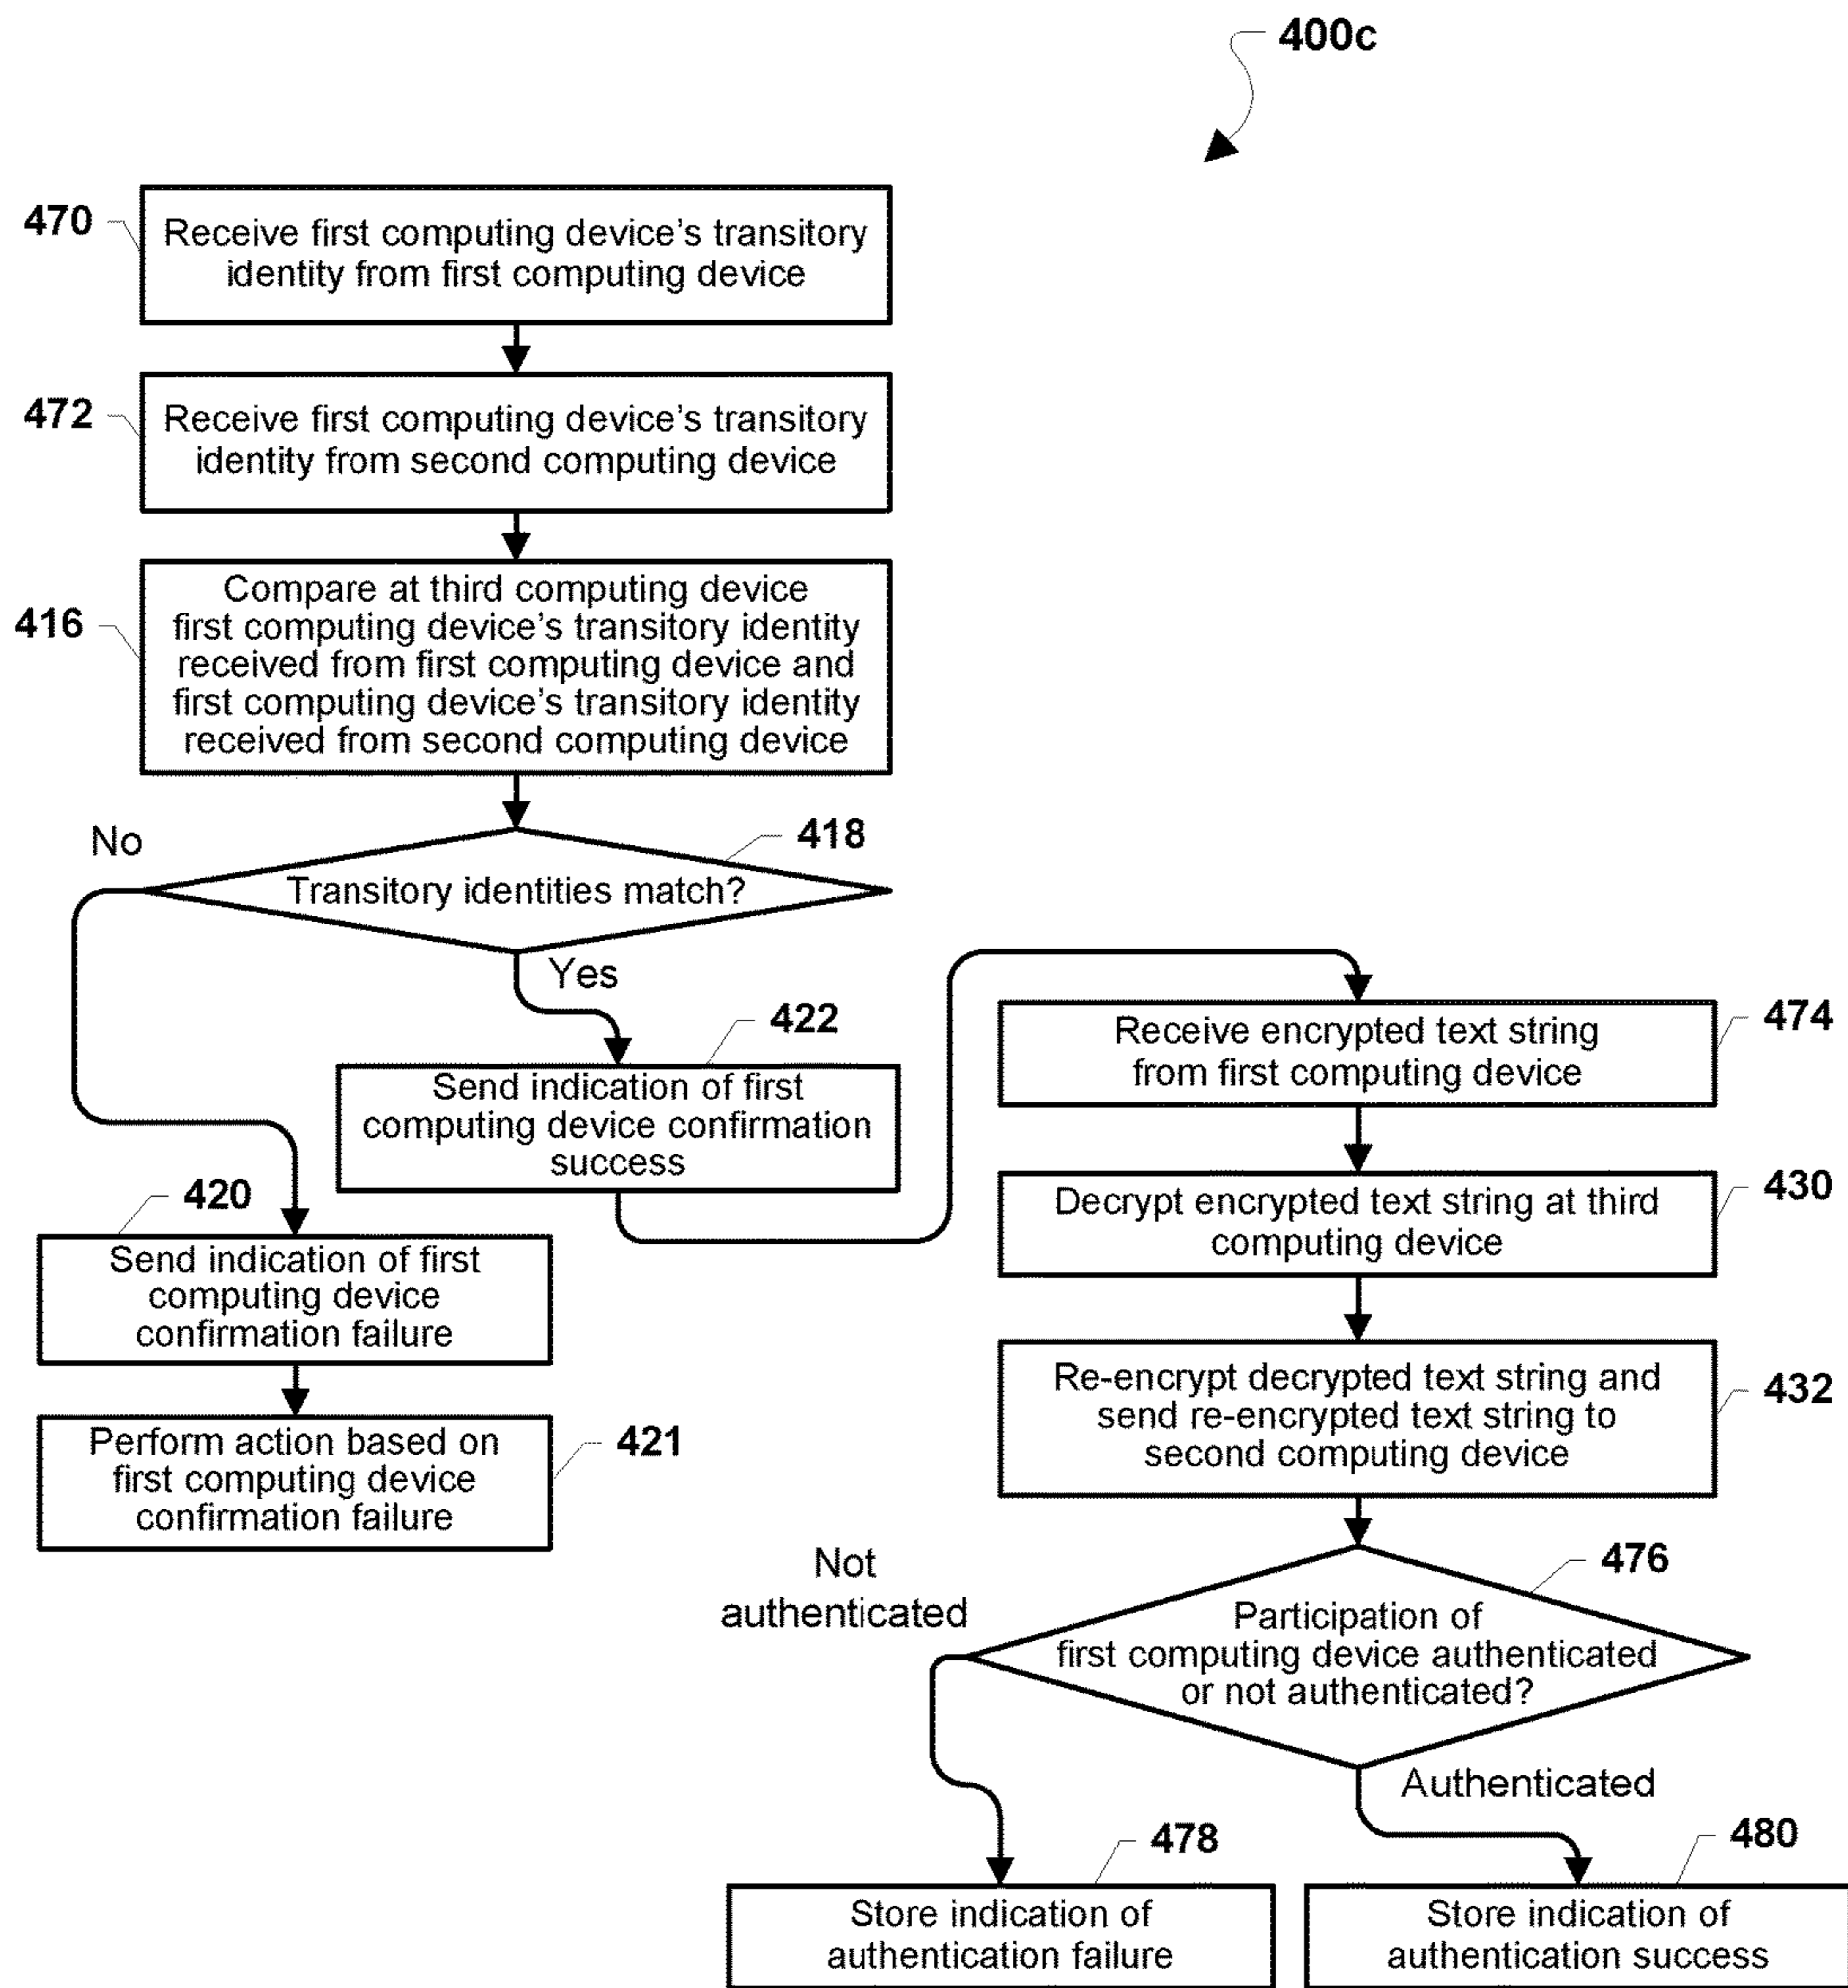 400c
470
Receive first computing device's transitory
identity from first computing device
472
Receive first computing device's transitory
identity from second computing device
416
Compare at third computing device
first computing device's transitory identity
received from first computing device and
first computing device's transitory identity
received from second computing device
No
418
Transitory identities match?
Yes
422
Send indication of first
computing device confirmation
success
420
Send indication of first
computing device
confirmation failure
421
Perform action based on
first computing device
confirmation failure
474
Receive encrypted text string
from first computing device
430
Decrypt encrypted text string at third
computing device
432
Re-encrypt decrypted text string and
send re-encrypted text string to
second computing device
476
Participation of
first computing device authenticated
or not authenticated?
Not
authenticated
Authenticated
478
Store indication of
authentication failure
480
Store indication of
authentication success